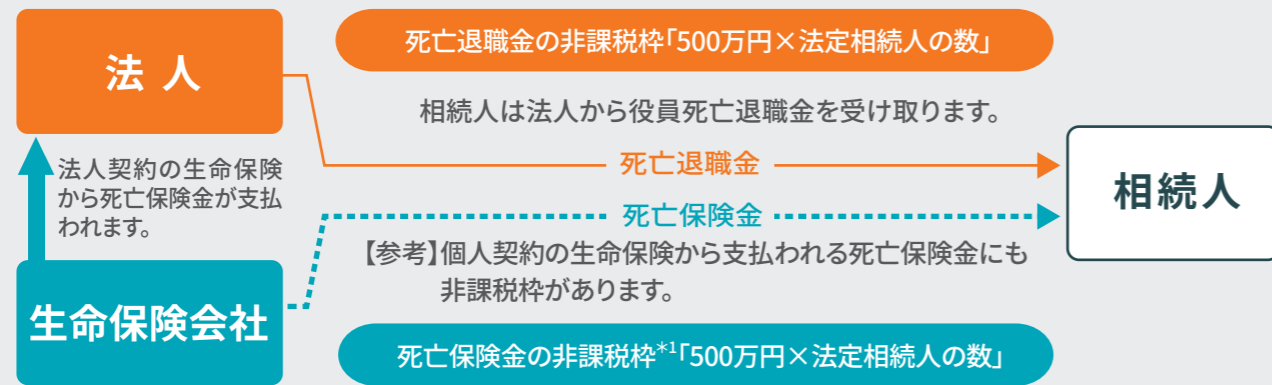 死亡退職金の非課税枠「500万円×法定相続人の数」
法 人
相続人は法人から役員死亡退職金を受け取ります。
死亡退職金
法人契約の生命保険
から死亡保険金が支払
われます。
相続人
死亡保険金
【参考】個人契約の生命保険から支払われる死亡保険金にも
非課税枠があります。
生命保険会社
死亡保険金の非課税枠*1「500万円×法定相続人の数」